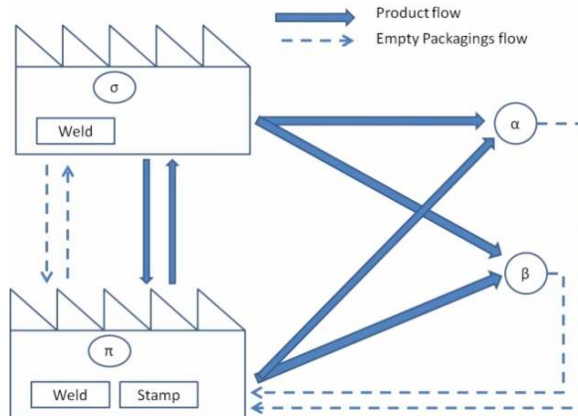 Product flow
Empty Packagings flow
σ
Weld
α
β
π
Weld
Stamp